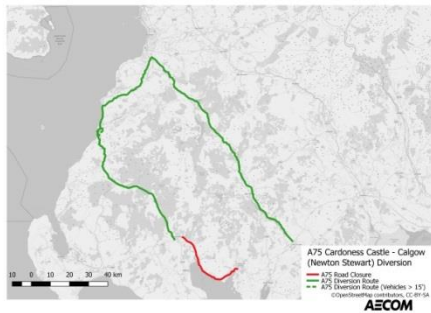 A75 Cardoness Castle - Calgow
(Newton Stewart) Diversion
A75 Road Closure
A75 Diversion Route
A75 Diversion Route (Vehicles > 15')
©OpenStreetMap contributors, CC-BY-SA
AECOM
10 0 10 20 30 40 km